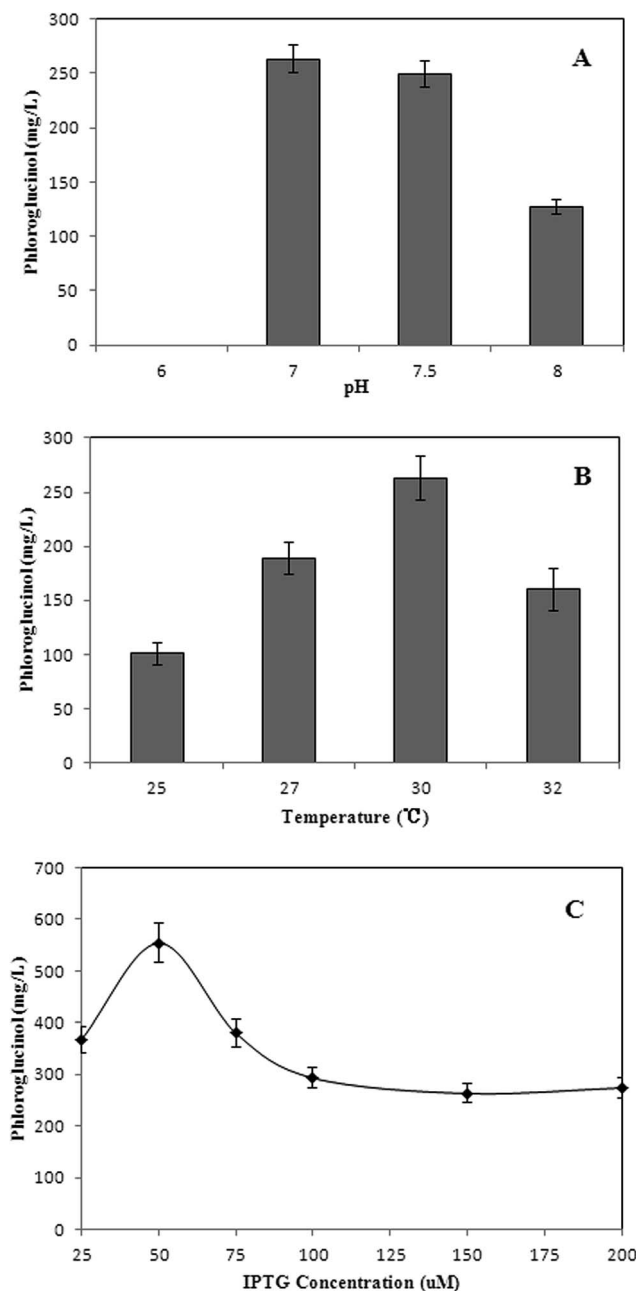 300
A
250
200
150
100
50
0
Phloroglucinol (mg/L)
6 7 7.5 8
pH
300
B
250
200
150
100
50
0
Phloroglucinol (mg/L)
25 27 30 32
Temperature (℃)
700
C
600
500
400
300
200
100
0
Phloroglucinol (mg/L)
25 50 75 100 125 150 175 200
IPTG Concentration (uM)